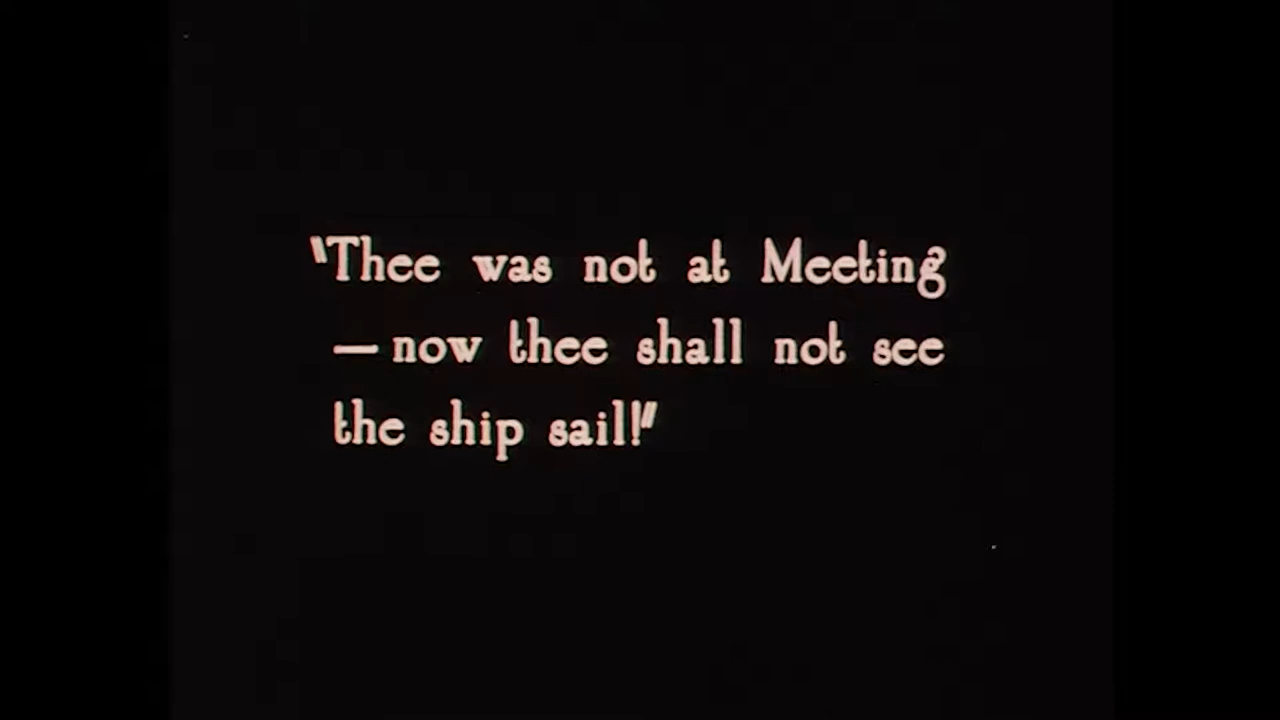 "Thee was not at Meeting
—now thee shall not see
the ship sail!"